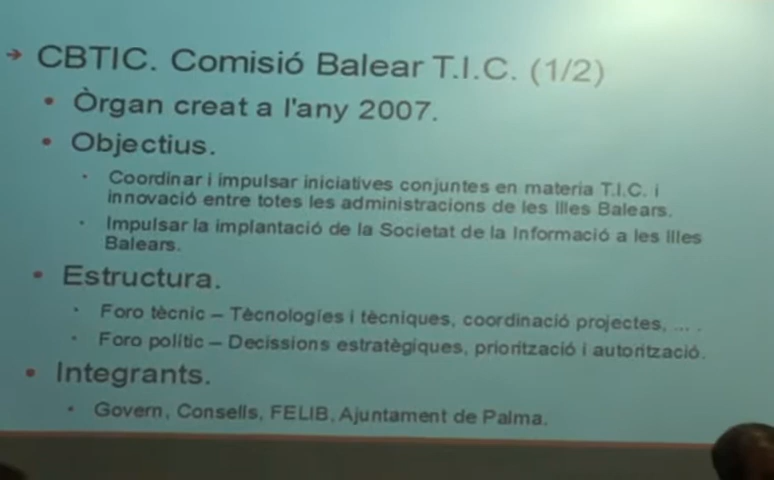 → CBTIC. Comisió Balear T.I.C. (1/2)
• Òrgan creat a l'any 2007.
• Objectius.
• Coordinar i impulsar iniciatives conjuntes en materia T.I.C. i
innovació entre totes les administracions de les Illes Balears.
• Impulsar la implantació de la Societat de la Informació a les Illes
Balears.
• Estructura.
• Foro tècnic – Tècnologies i tècniques, coordinació projectes, ... .
• Foro politic – Decissions estratègiques, priorització i autorització.
• Integrants.
• Govern, Consells, FELIB, Ajuntament de Palma.